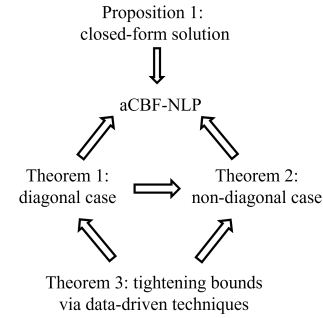 Proposition 1:
closed-form solution
aCBF-NLP
Theorem 1:
diagonal case
Theorem 2:
non-diagonal case
Theorem 3: tightening bounds
via data-driven techniques